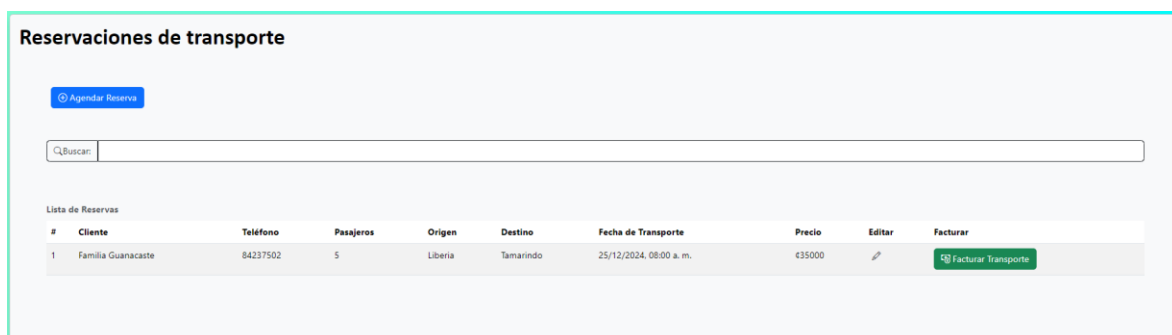 Reservaciones de transporte
Agendar Reserva
Buscar:
Lista de Reservas
# Cliente Teléfono Pasajeros Origen Destino Fecha de Transporte Precio Editar Facturar
1 Familia Guanacaste 84237502 5 Liberia Tamarindo 25/12/2024, 08:00 a. m. ¢35000 Facturar Transporte